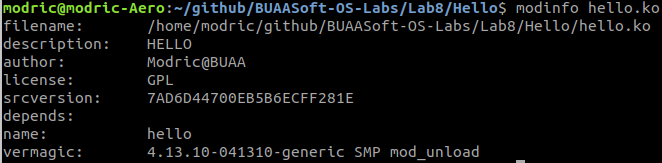 modric@modric-Aero:~/github/BUAASoft-OS-Labs/Lab8/Hello$ modinfo hello.ko
filename: /home/modric/github/BUAASoft-OS-Labs/Lab8/Hello/hello.ko
description: HELLO
author: Modric@BUAA
license: GPL
srcversion: 7AD6D44700EB5B6ECFF281E
depends:
name: hello
vermagic: 4.13.10-041310-generic SMP mod_unload